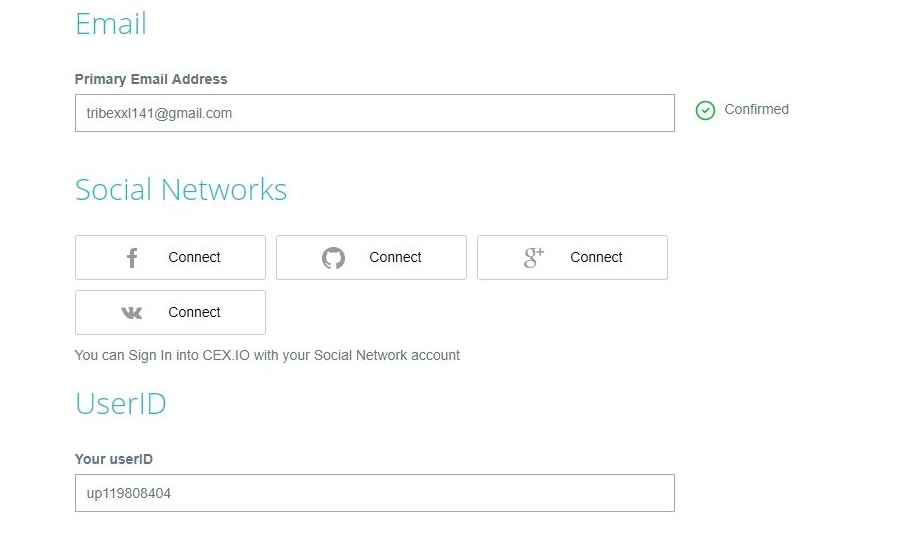 Email
Primary Email Address
tribexxl141@gmail.com
Confirmed
Social Networks
Connect
Connect
Connect
Connect
You can Sign In into CEX.IO with your Social Network account
UserID
Your userID
up119808404